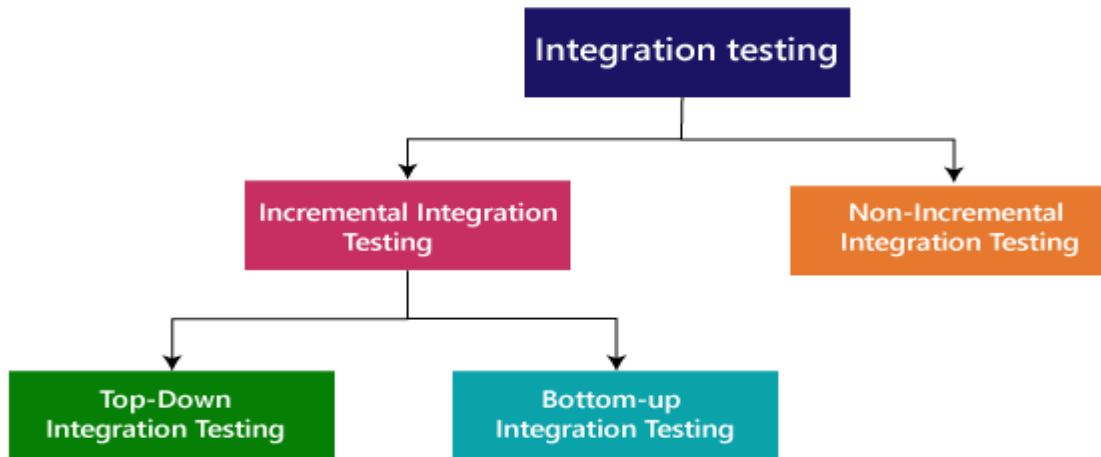 Integration testing
Incremental Integration
Testing
Non-Incremental
Integration Testing
Top-Down
Integration Testing
Bottom-up
Integration Testing